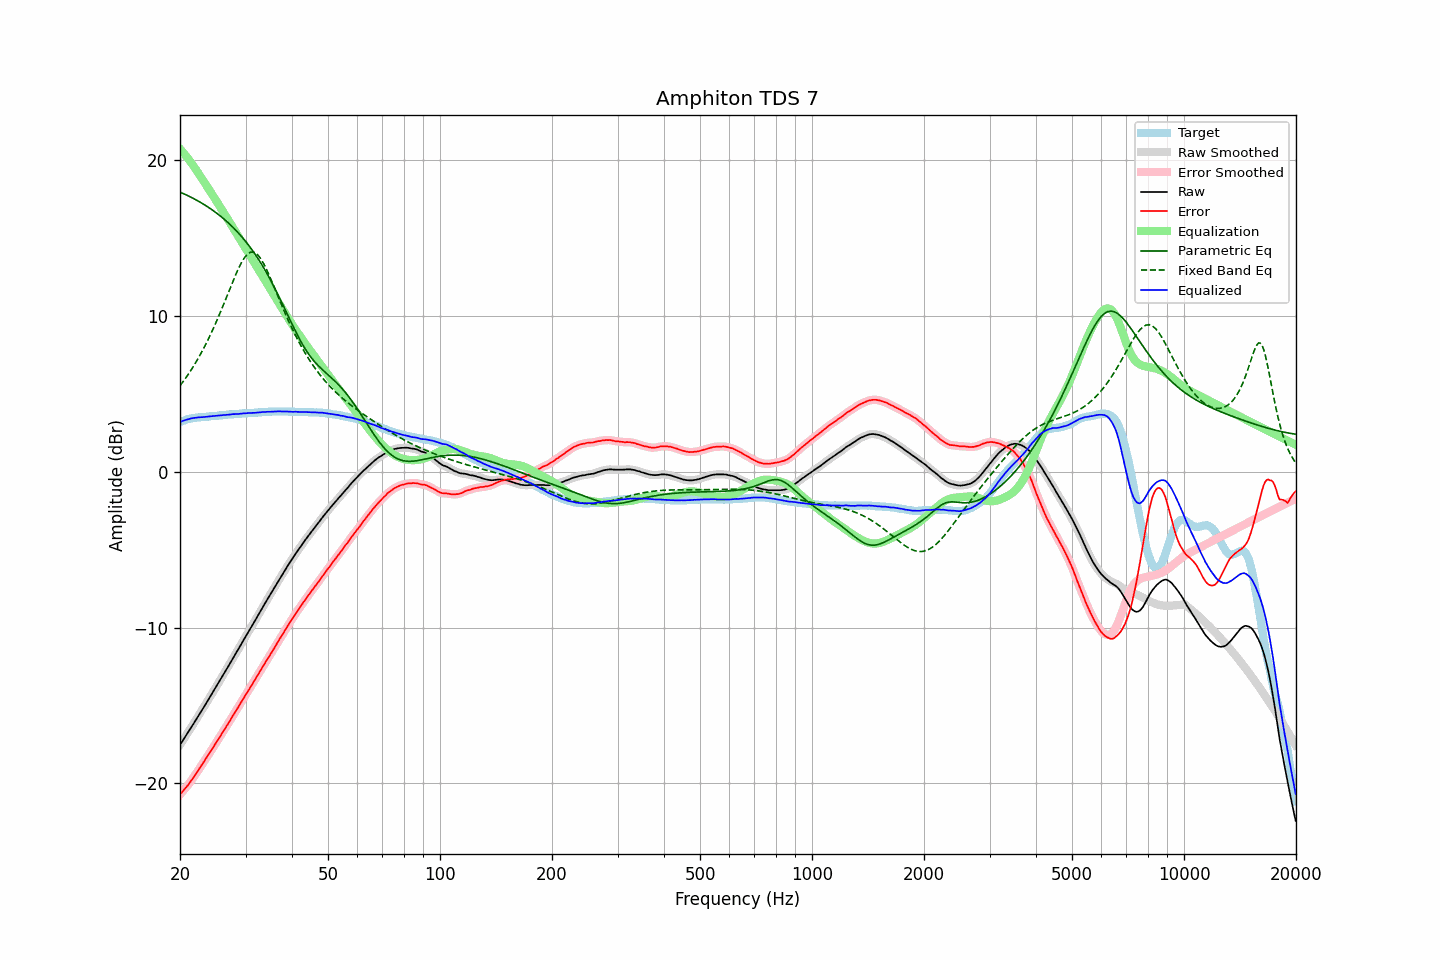 Amphiton TDS 7
Amplitude (dBr)
20
10
0
−10
−20
Target
Raw Smoothed
Error Smoothed
Raw
Error
Equalization
Parametric Eq
Fixed Band Eq
Equalized
20 50 100 200 500 1000 2000 5000 10000 20000
Frequency (Hz)